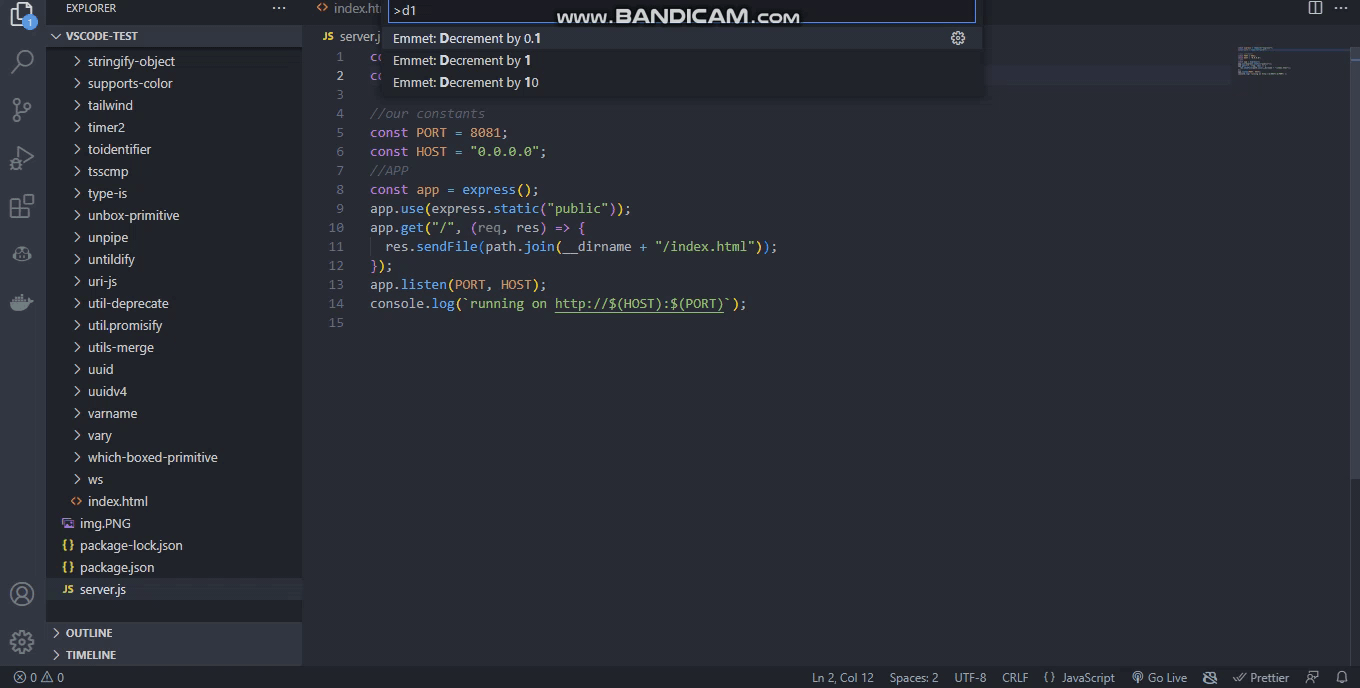 EXPLORER
VSCODE-TEST
stringify-object
supports-color
tailwind
timer2
toidentifier
tsscmp
type-is
unbox-primitive
unpipe
untildify
uri-js
util-deprecate
util.promisify
utils-merge
uuid
uuidv4
varname
vary
which-boxed-primitive
ws
<> index.html
img.PNG
{} package-lock.json
{} package.json
JS server.js
OUTLINE
TIMELINE
<> index.ht
>d1
www.BANDICAM.com
Emmet: Decrement by 0.1
Emmet: Decrement by 1
Emmet: Decrement by 10
JS server.j
1 co
2 co
3
4 //our constants
5 const PORT = 8081;
6 const HOST = "0.0.0.0";
7 //APP
8 const app = express();
9 app.use(express.static("public"));
10 app.get("/", (req, res) => {
11 res.sendFile(path.join(__dirname + "/index.html"));
12 });
13 app.listen(PORT, HOST);
14 console.log(`running on http://$(HOST):$(PORT)`);
15
1
0 0
Ln 2, Col 12 Spaces: 2 UTF-8 CRLF {} JavaScript Go Live Prettier